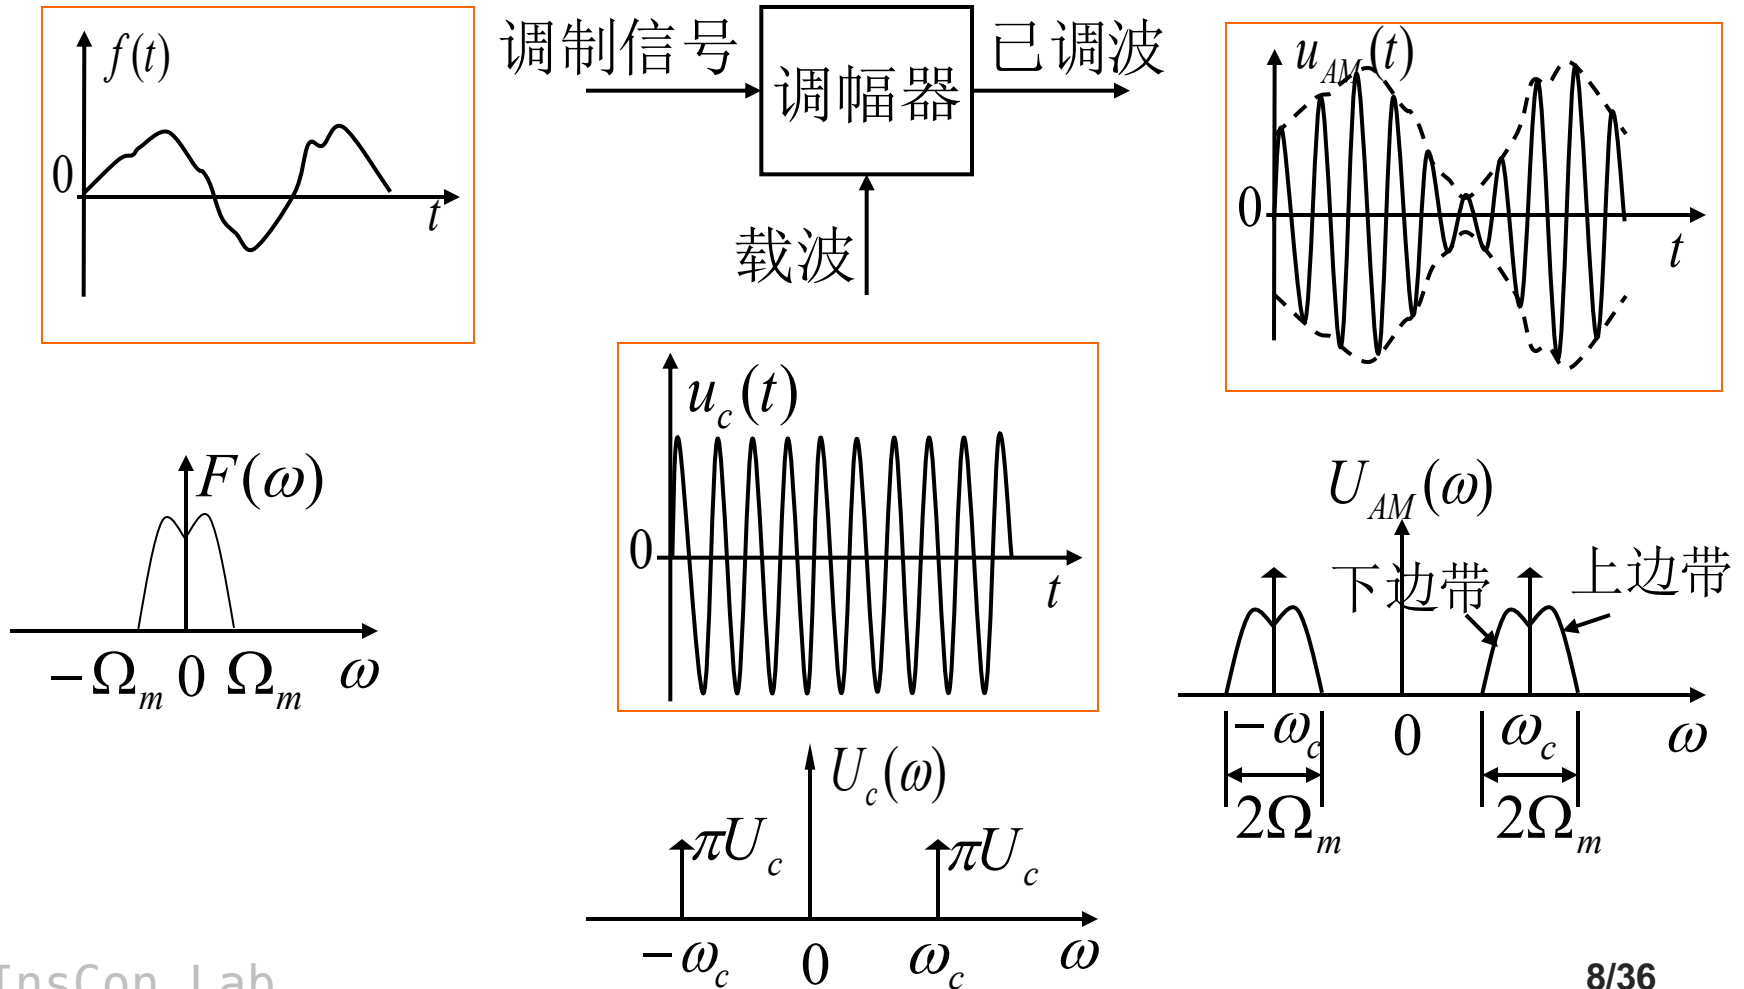 f(t)
0
t
调制信号
调幅器
已调波
载波
u_AM(t)
0
t
u_c(t)
0
t
F(ω)
−Ω_m 0 Ω_m ω
U_AM(ω)
下边带
上边带
−ω_c 0 ω_c ω
2Ω_m 2Ω_m
U_c(ω)
πU_c πU_c
−ω_c 0 ω_c ω
InsCon Lab
8/36